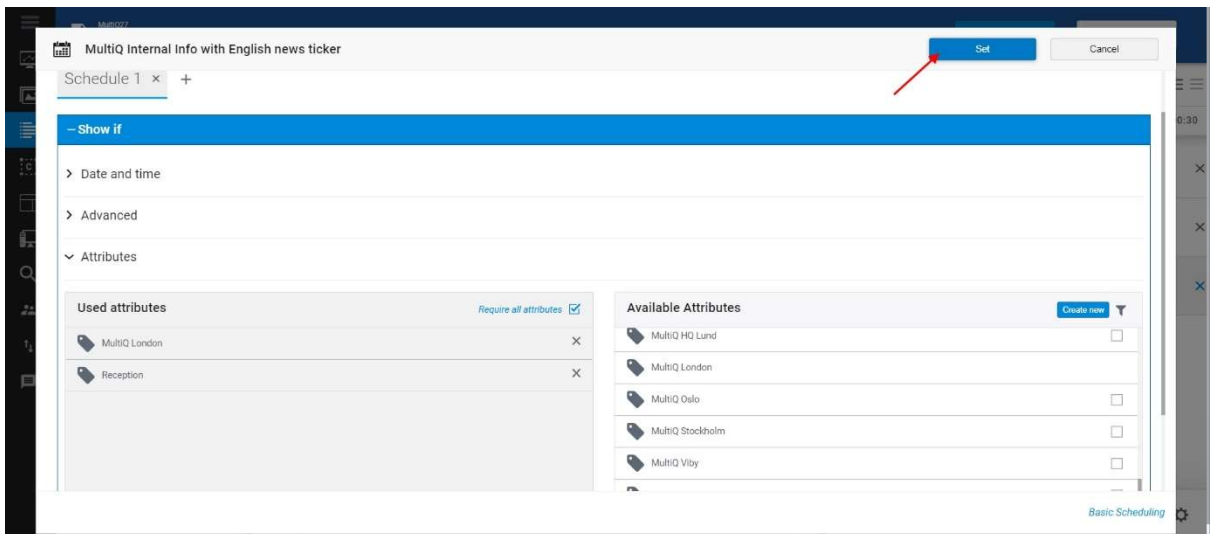 Multi027
MultiQ Internal Info with English news ticker
Set
Cancel
Schedule 1 × +
0:30
– Show if
Date and time
Advanced
Attributes
Used attributes
Require all attributes
MultiQ London
Reception
Available Attributes
Create new
MultiQ HQ Lund
MultiQ London
MultiQ Oslo
MultiQ Stockholm
MultiQ Viby
Basic Scheduling